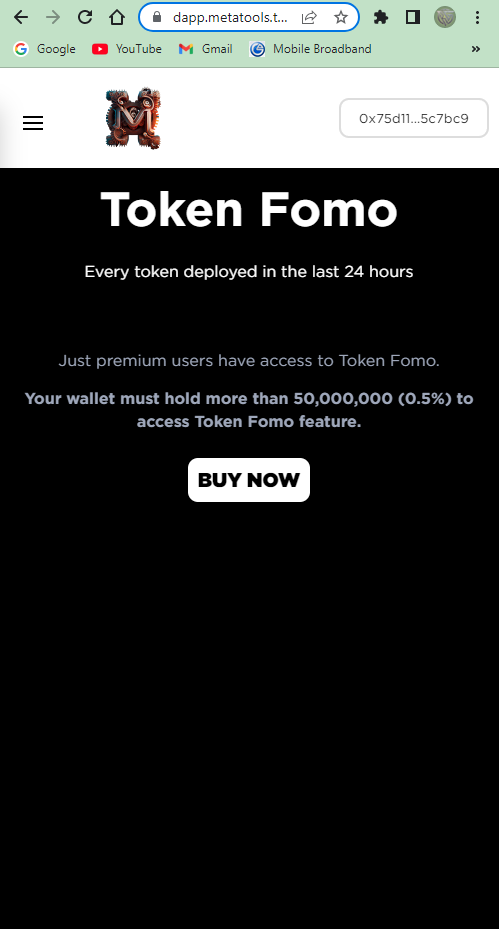 dapp.metatools.t...
Google
YouTube
Gmail
Mobile Broadband
»
M
0x75d11...5c7bc9
Token Fomo
Every token deployed in the last 24 hours
Just premium users have access to Token Fomo.
Your wallet must hold more than 50,000,000 (0.5%) to
access Token Fomo feature.
BUY NOW